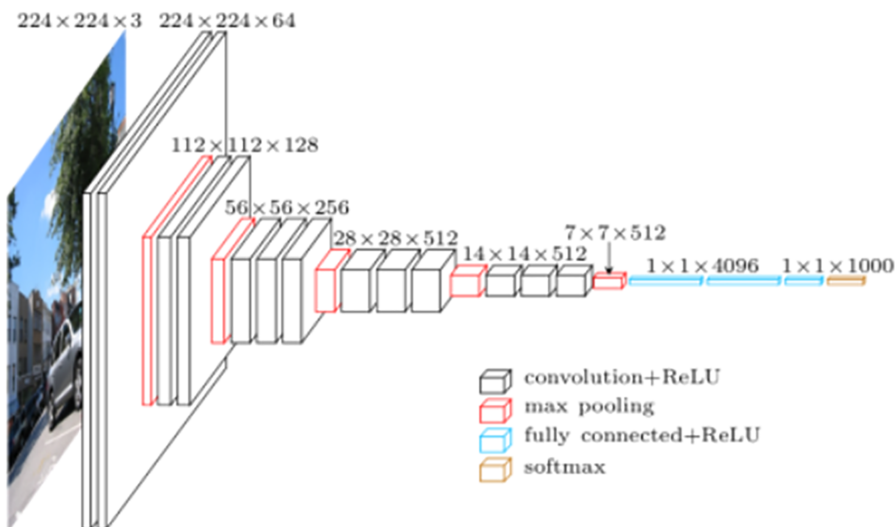 224×224×3
224×224×64
112×112×128
56×56×256
28×28×512
14×14×512
7×7×512
1×1×4096
1×1×1000
convolution+ReLU
max pooling
fully connected+ReLU
softmax